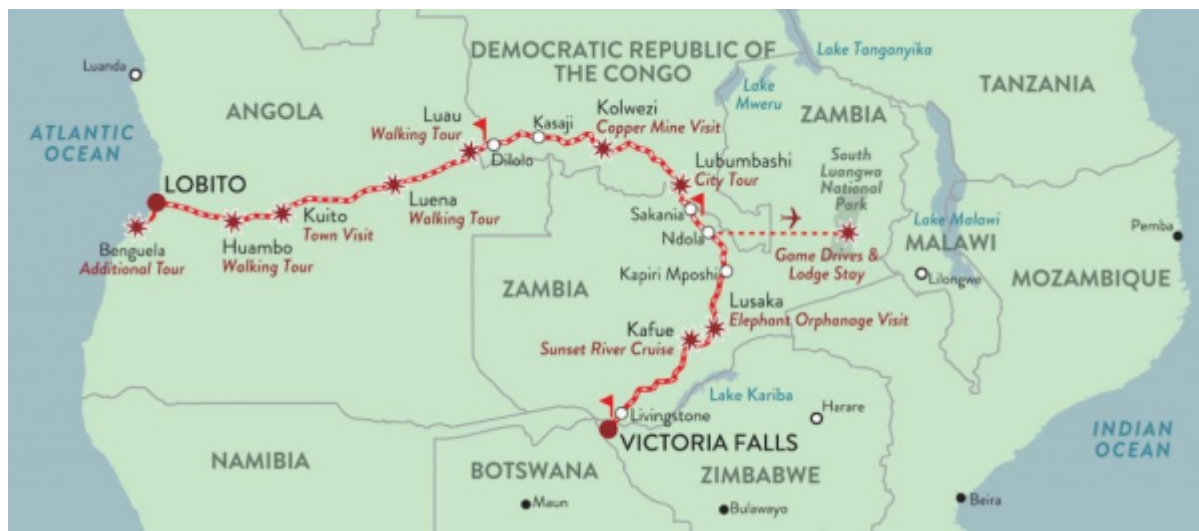 Luanda
ATLANTIC
OCEAN
ANGOLA
DEMOCRATIC REPUBLIC OF
THE CONGO
Lake Tanganyika
Lake
Mweru
TANZANIA
ZAMBIA
Luau
Walking Tour
Dilolo
Kasaji
Kolwezi
Copper Mine Visit
Lubumbashi
City Tour
South
Luangwa
National
Park
LOBITO
Benguela
Additional Tour
Huambo
Walking Tour
Kuito
Town Visit
Luena
Walking Tour
Sakania
Ndola
Game Drives &
Lodge Stay
Lake Malawi
MALAWI
Lilongwe
Pemba
MOZAMBIQUE
ZAMBIA
Kapiri Mposhi
Lusaka
Elephant Orphanage Visit
Kafue
Sunset River Cruise
Lake Kariba
Harare
Livingstone
VICTORIA FALLS
INDIAN
OCEAN
NAMIBIA
BOTSWANA
Maun
ZIMBABWE
Bulawayo
Beira